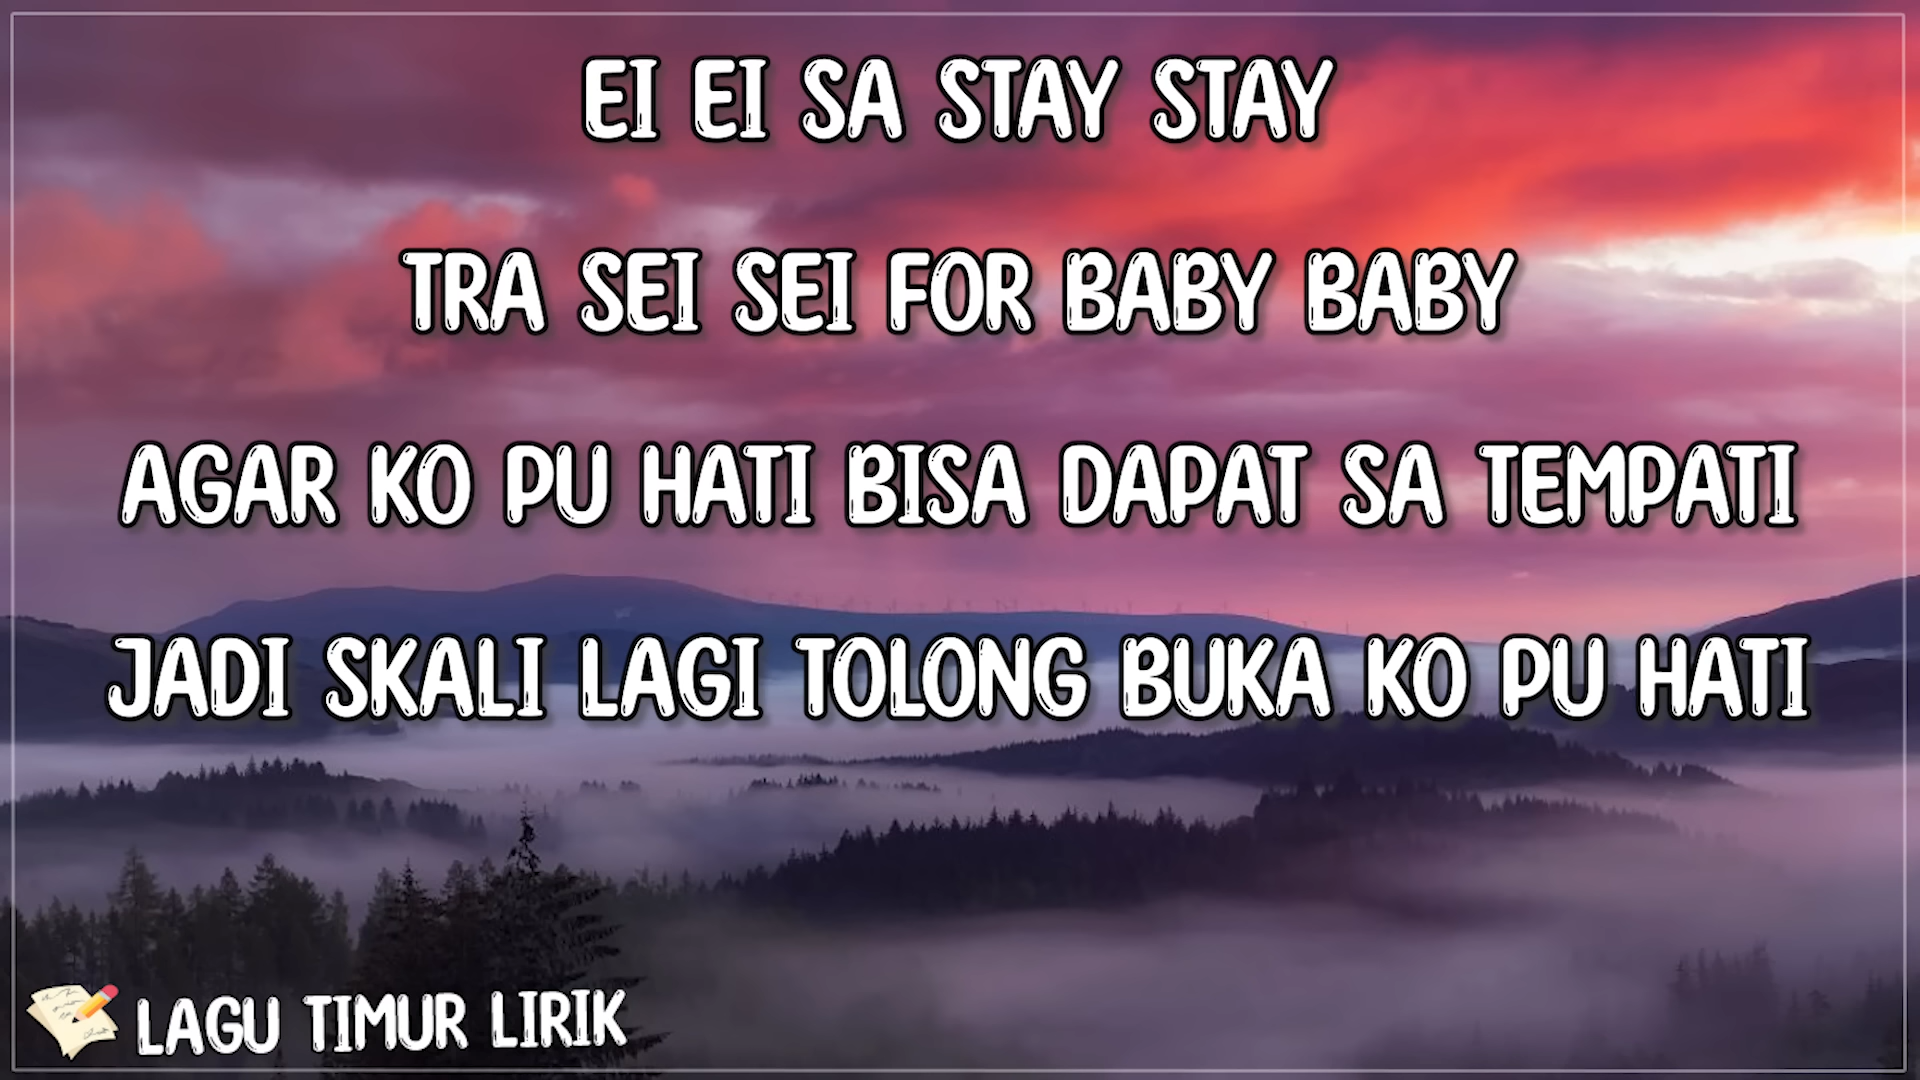 EI EI SA STAY STAY
TRA SEI SEI FOR BABY BABY
AGAR KO PU HATI BISA DAPAT SA TEMPATI
JADI SKALI LAGI TOLONG BUKA KO PU HATI
LAGU TIMUR LIRIK